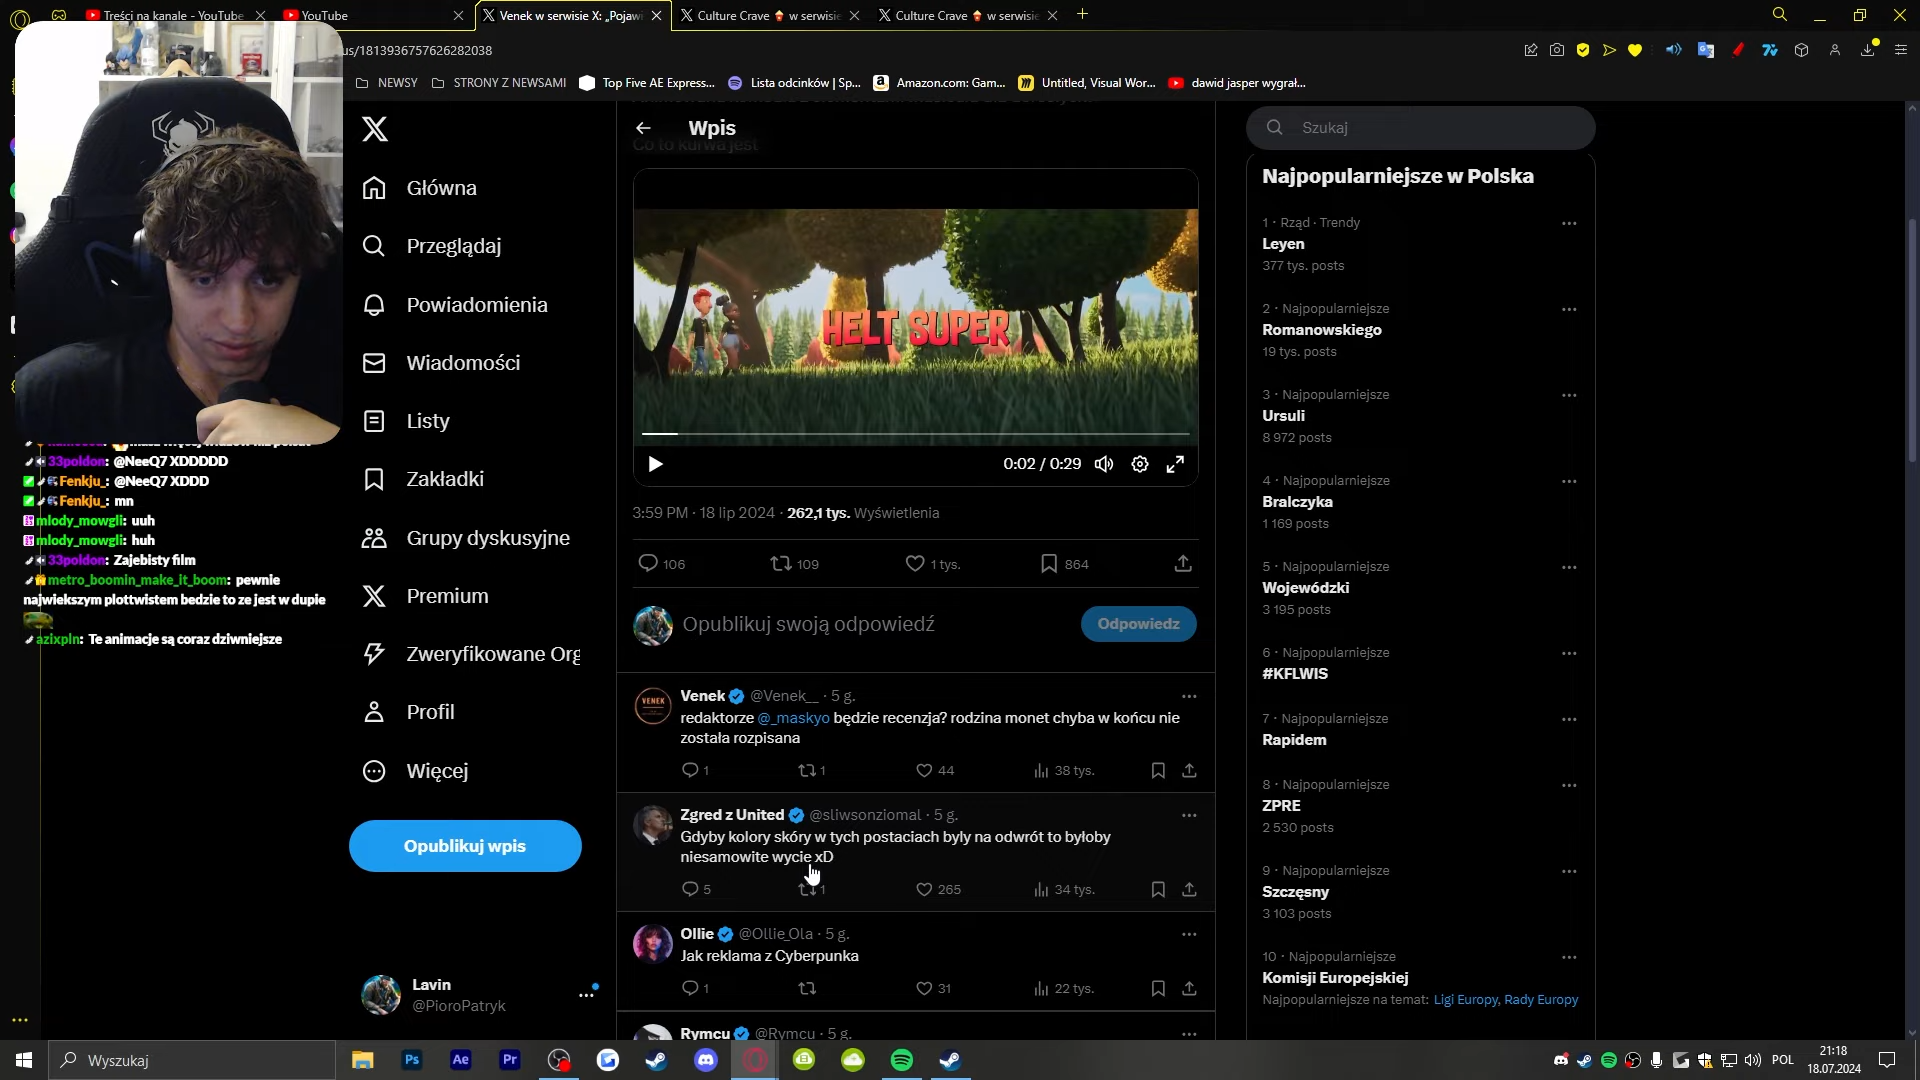 Treści na kanale - YouTube
YouTube
Venek w serwisie X: „Pojawi
Culture Crave 🍿 w serwisie
Culture Crave 🍿 w serwisie
us/1813936757626282038
NEWSY
STRONY Z NEWSAMI
Top Five AE Express...
Lista odcinków | Sp...
Amazon.com: Gam...
Untitled, Visual Wor...
dawid jasper wygrał...
Główna
Przeglądaj
Powiadomienia
Wiadomości
Listy
Zakładki
Grupy dyskusyjne
Premium
Zweryfikowane Org
Profil
Więcej
Opublikuj wpis
Lavin
@PioroPatryk
33poldon: @NeeQ7 XDDDDD
Fenkju_: @NeeQ7 XDDD
Fenkju_: mn
mlody_mowgli: uuh
mlody_mowgli: huh
33poldon: Zajebisty film
metro_boomin_make_it_boom: pewnie
najwiekszym plottwistem bedzie to ze jest w dupie
azixpln: Te animacje są coraz dziwniejsze
Wpis
Co to kurwa jest
HELT SUPER
0:02 / 0:29
3:59 PM · 18 lip 2024 · 262,1 tys. Wyświetlenia
106 109 1 tys. 864
Opublikuj swoją odpowiedź
Odpowiedz
Venek @Venek__ · 5 g.
redaktorze @_maskyo będzie recenzja? rodzina monet chyba w końcu nie
została rozpisana
1 1 44 38 tys.
Zgred z United @sliwsonziomal · 5 g.
Gdyby kolory skóry w tych postaciach byly na odwrót to byłoby
niesamowite wycie xD
5 1 265 34 tys.
Ollie @Ollie_Ola · 5 g.
Jak reklama z Cyberpunka
1 31 22 tys.
Rymcu @Rymcu · 5 g.
Szukaj
Najpopularniejsze w Polska
1 · Rząd · Trendy
Leyen
377 tys. posts
2 · Najpopularniejsze
Romanowskiego
19 tys. posts
3 · Najpopularniejsze
Ursuli
8 972 posts
4 · Najpopularniejsze
Bralczyka
1 169 posts
5 · Najpopularniejsze
Wojewódzki
3 195 posts
6 · Najpopularniejsze
#KFLWIS
7 · Najpopularniejsze
Rapidem
8 · Najpopularniejsze
ZPRE
2 530 posts
9 · Najpopularniejsze
Szczęsny
3 103 posts
10 · Najpopularniejsze
Komisji Europejskiej
Najpopularniejsze na temat: Ligi Europy, Rady Europy
Wyszukaj
Ps
Ae
Pr
POL
21:18
18.07.2024